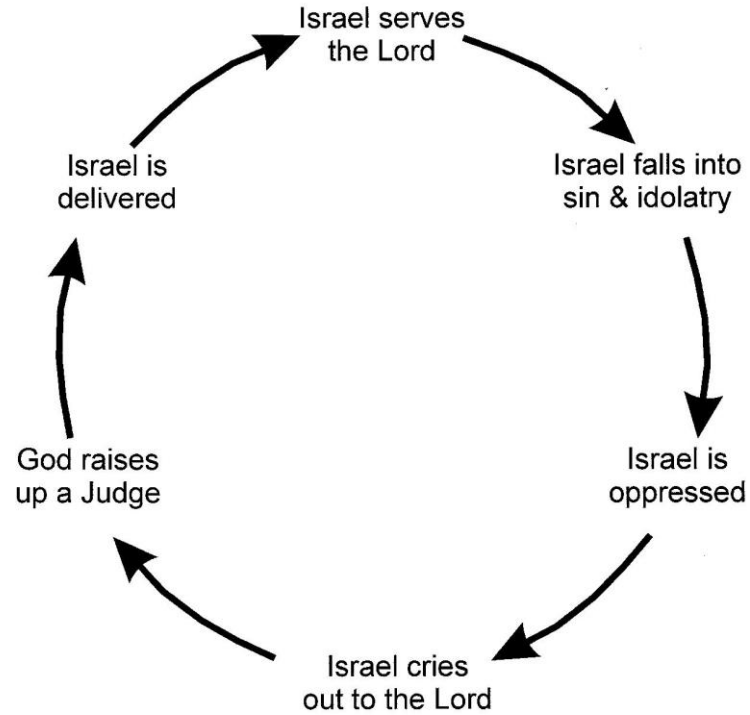 Israel serves
the Lord
Israel falls into
sin & idolatry
Israel is
oppressed
Israel cries
out to the Lord
God raises
up a Judge
Israel is
delivered